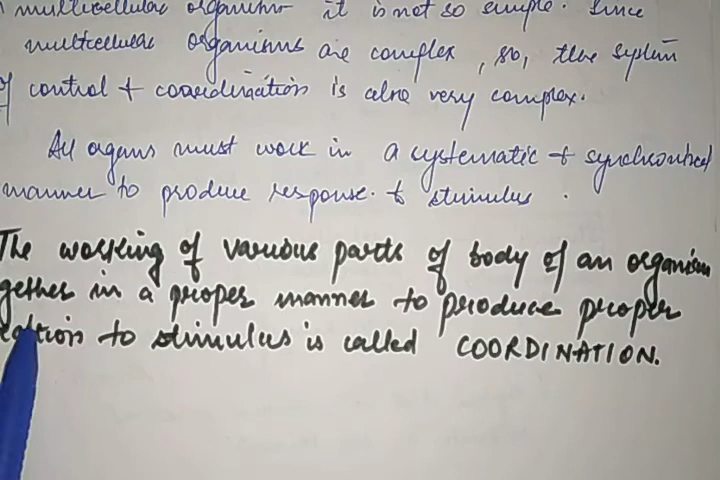 multicellular organism it is not so simple. Since
multicellular organisms are complex, so, the system
of control + coordination is also very complex.
All organs must work in a systematic + synchronised
manner to produce response to stimulus.
The working of various parts of body of an organism
gether in a proper manner to produce proper
eaction to stimulus is called COORDINATION.